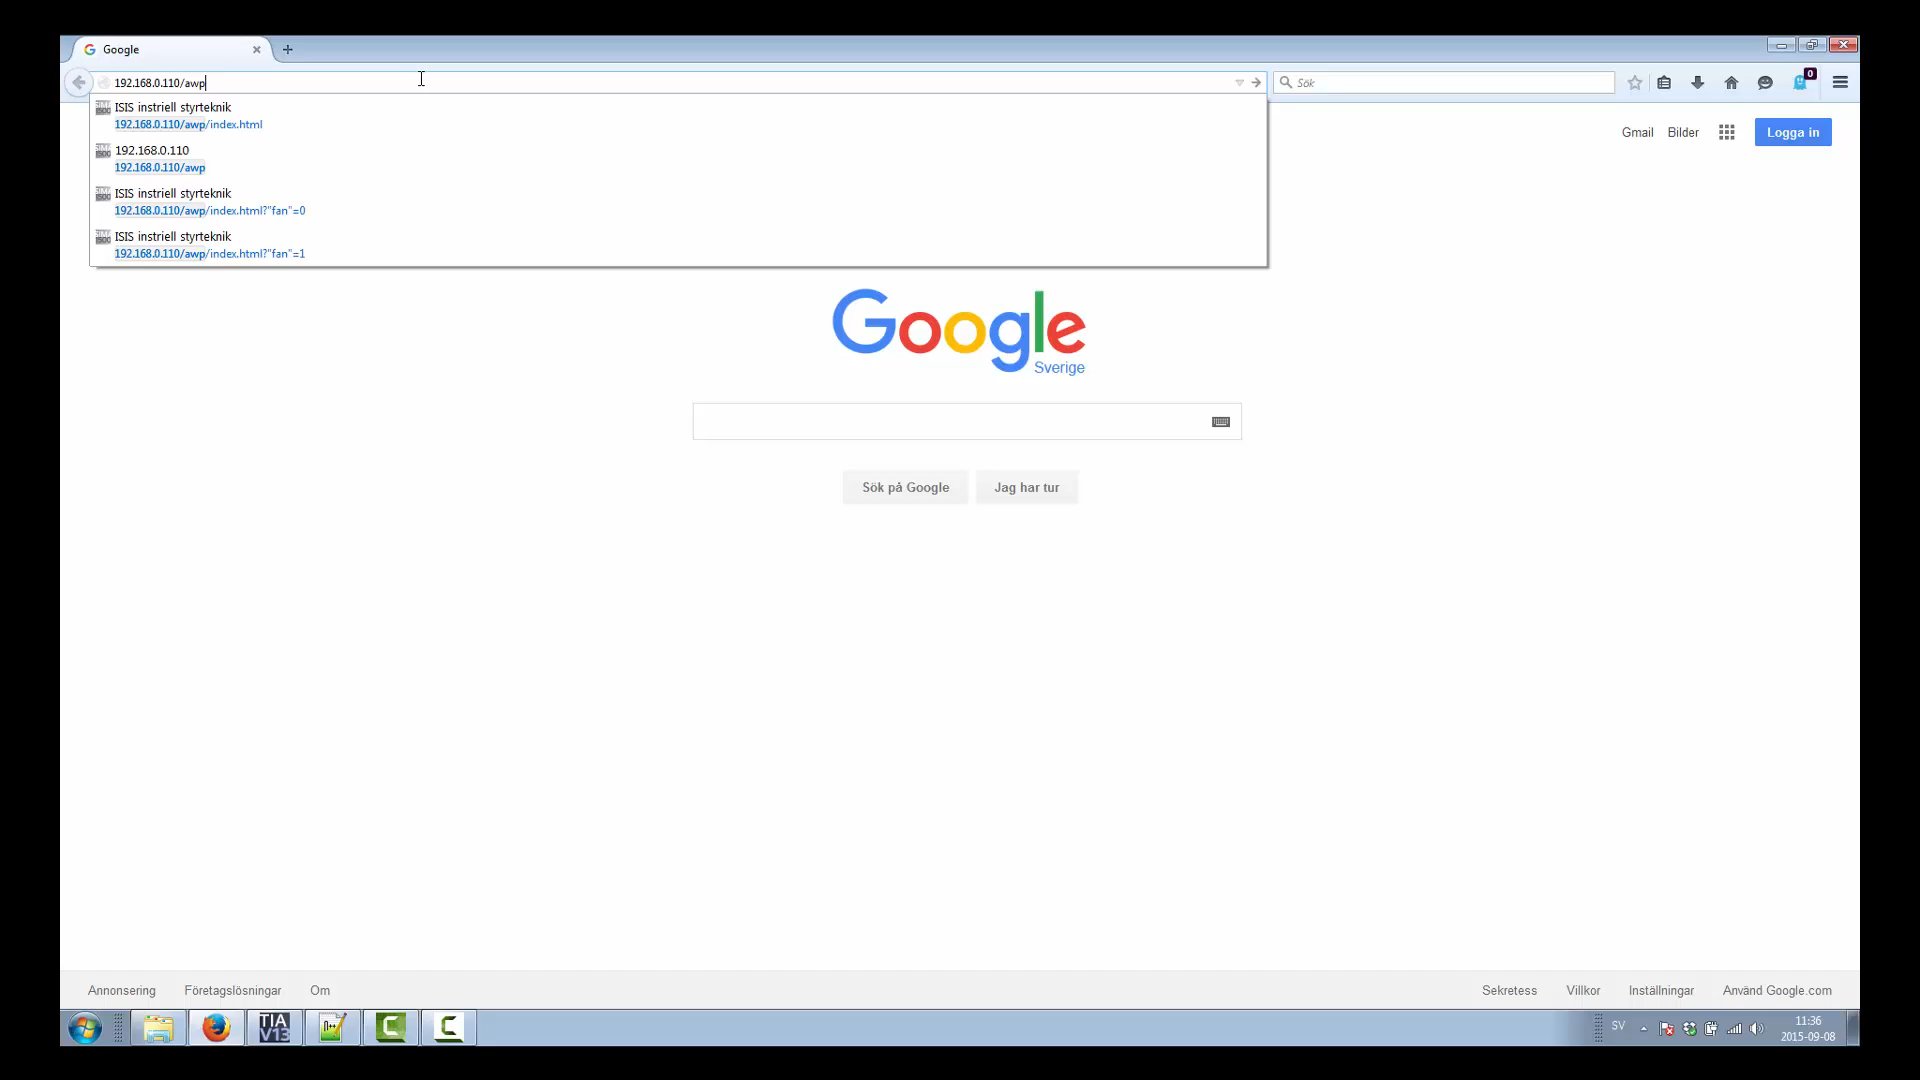 Google
192.168.0.110/awp
Sök
0
ISIS instriell styrteknik
192.168.0.110/awp/index.html
192.168.0.110
192.168.0.110/awp
ISIS instriell styrteknik
192.168.0.110/awp/index.html?"fan"=0
ISIS instriell styrteknik
192.168.0.110/awp/index.html?"fan"=1
Gmail Bilder Logga in
Google
Sverige
Sök på Google Jag har tur
Annonsering Företagslösningar Om Sekretess Villkor Inställningar Använd Google.com
TIA
V13
SV
11:36
2015-09-08